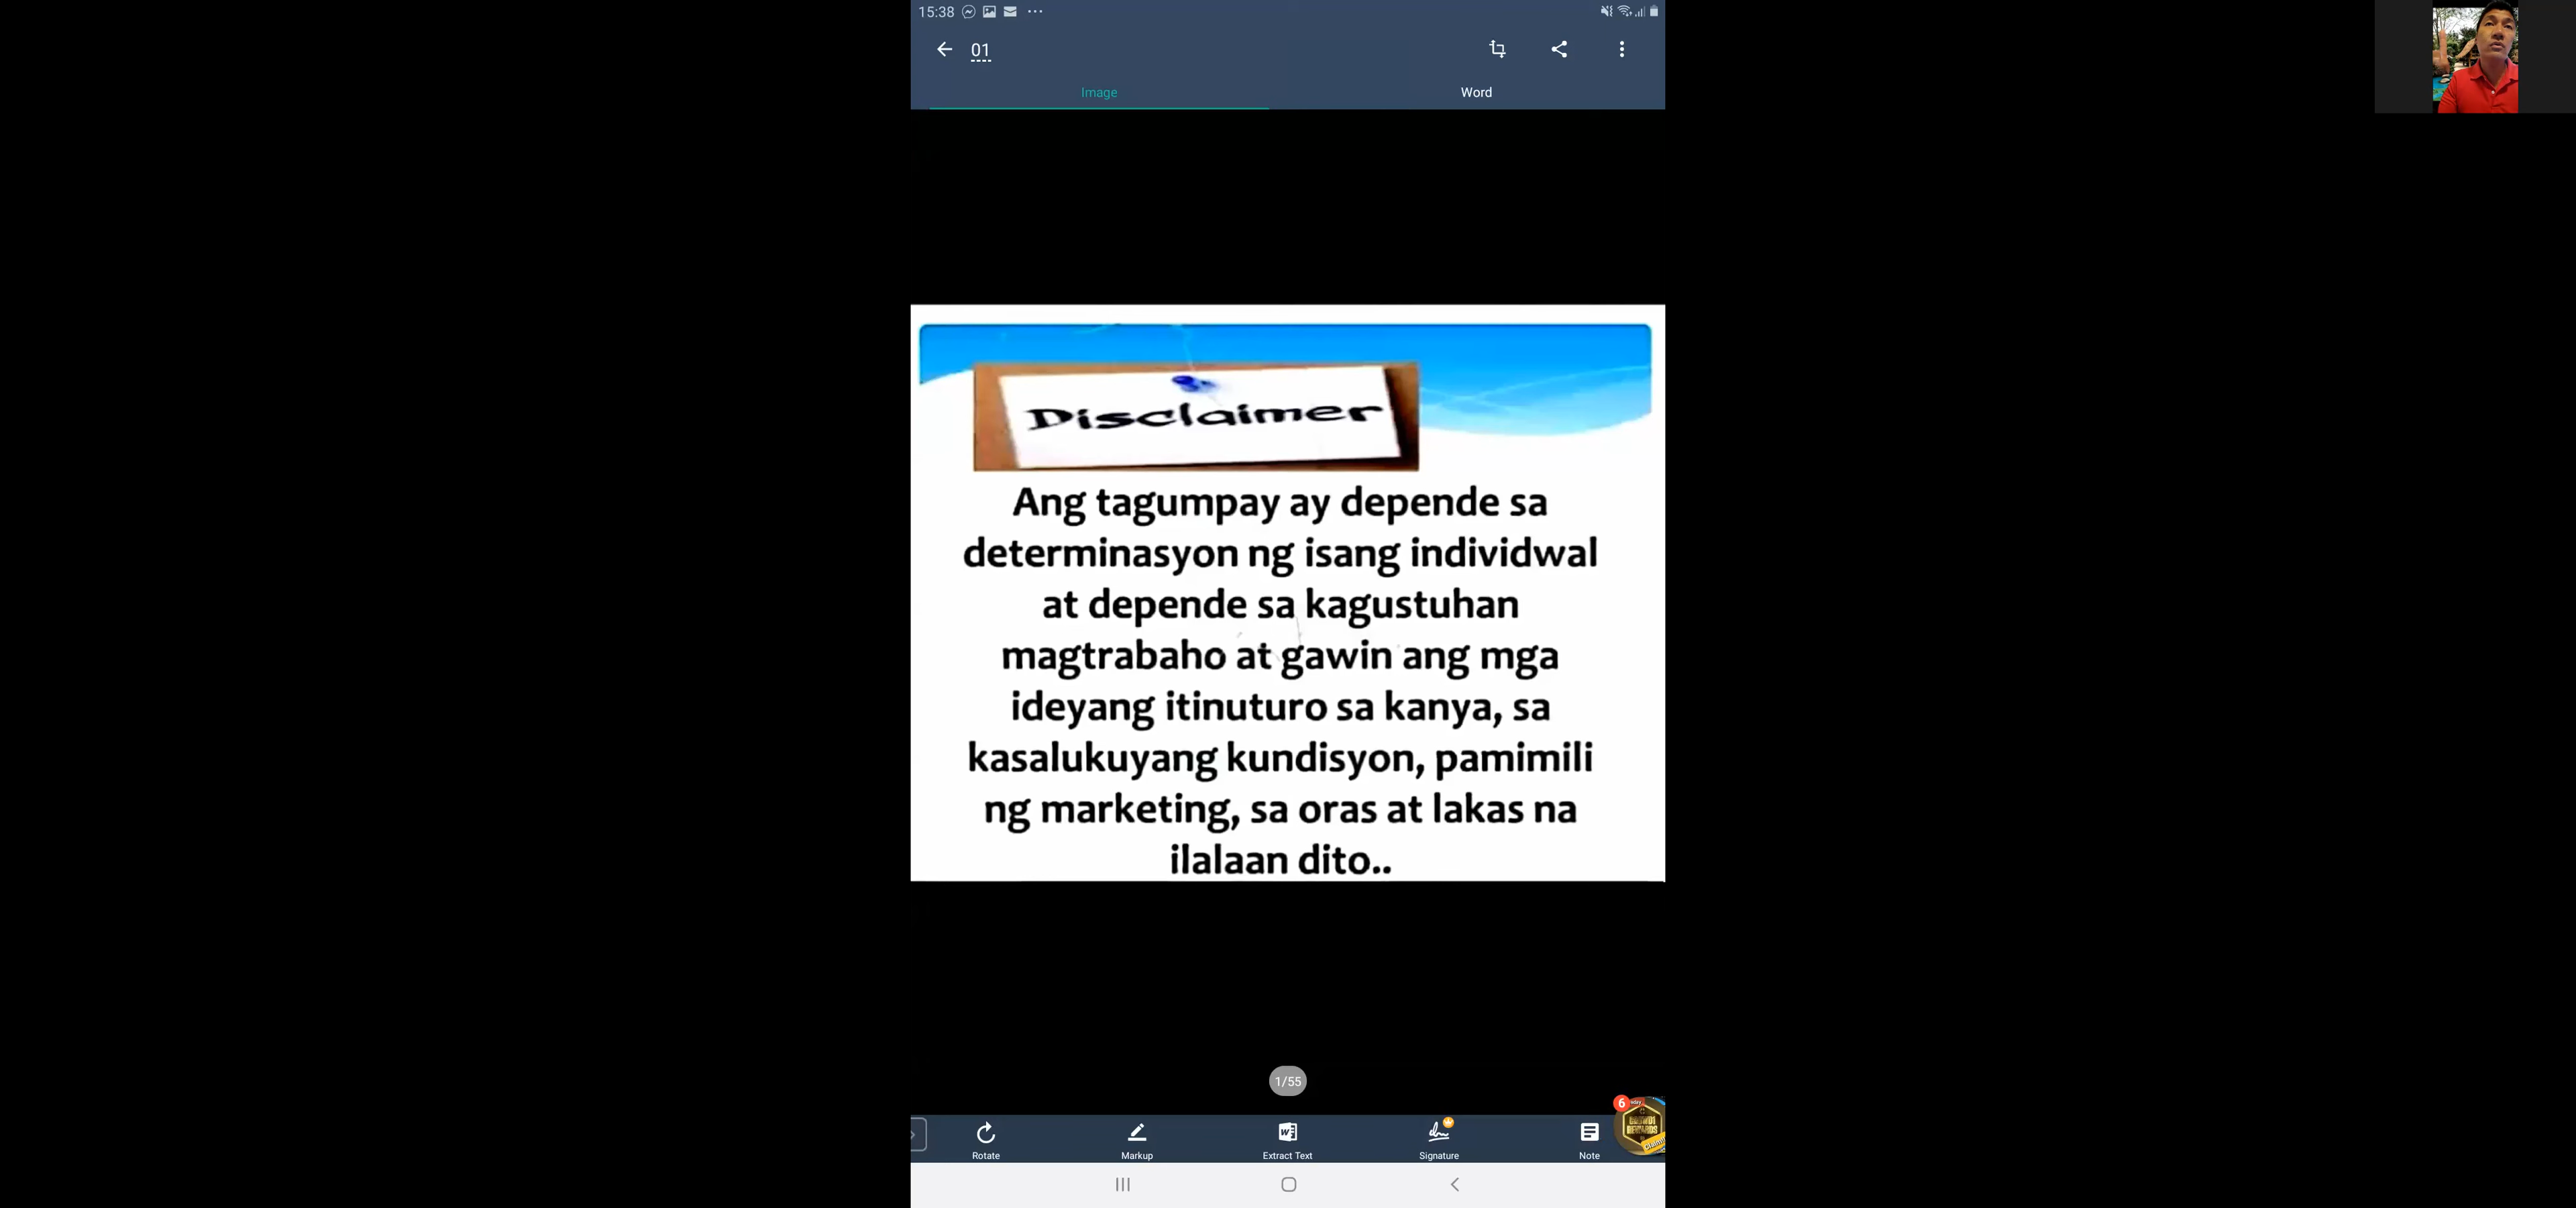 15:38
01
Image
Word
Disclaimer
Ang tagumpay ay depende sa
determinasyon ng isang individwal
at depende sa kagustuhan
magtrabaho at gawin ang mga
ideyang itinuturo sa kanya, sa
kasalukuyang kundisyon, pamimili
ng marketing, sa oras at lakas na
ilalaan dito..
1/55
6
REWARDS
Rotate
Markup
Extract Text
Signature
Note